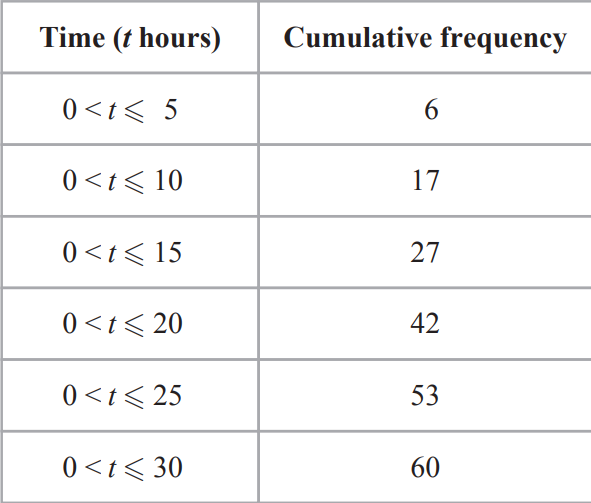 Time (t hours) Cumulative frequency
0 < t ⩽ 5 6
0 < t ⩽ 10 17
0 < t ⩽ 15 27
0 < t ⩽ 20 42
0 < t ⩽ 25 53
0 < t ⩽ 30 60